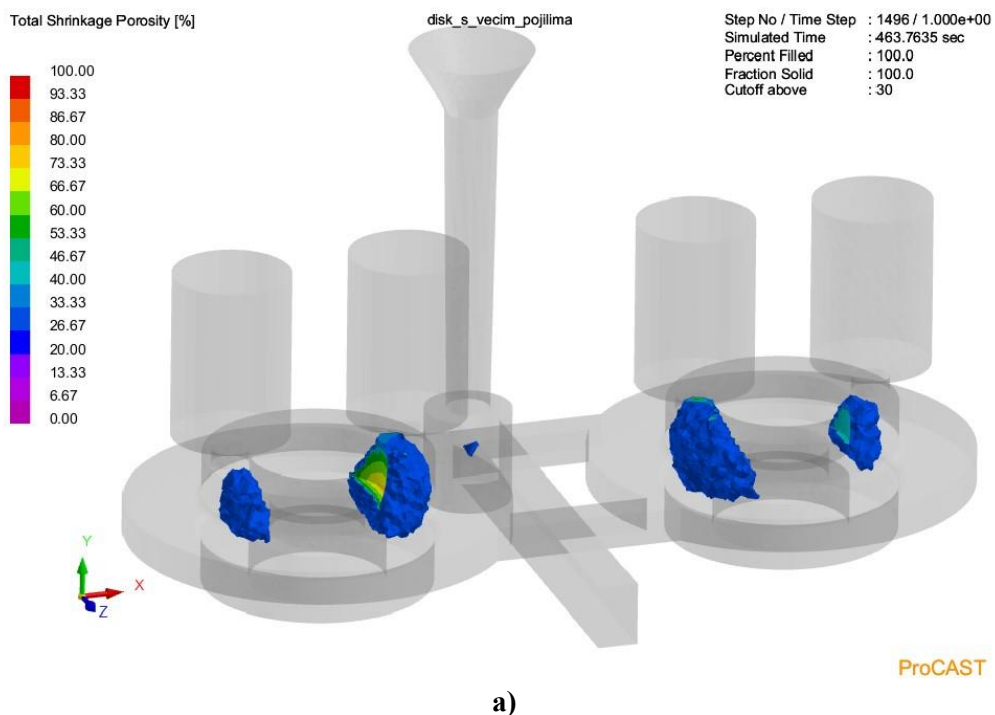 Total Shrinkage Porosity [%]
disk_s_vecim_pojilima
Step No / Time Step : 1496 / 1.000e+00
Simulated Time : 463.7635 sec
Percent Filled : 100.0
Fraction Solid : 100.0
Cutoff above : 30
100.00
93.33
86.67
80.00
73.33
66.67
60.00
53.33
46.67
40.00
33.33
26.67
20.00
13.33
6.67
0.00
Y
X
Z
ProCAST
a)